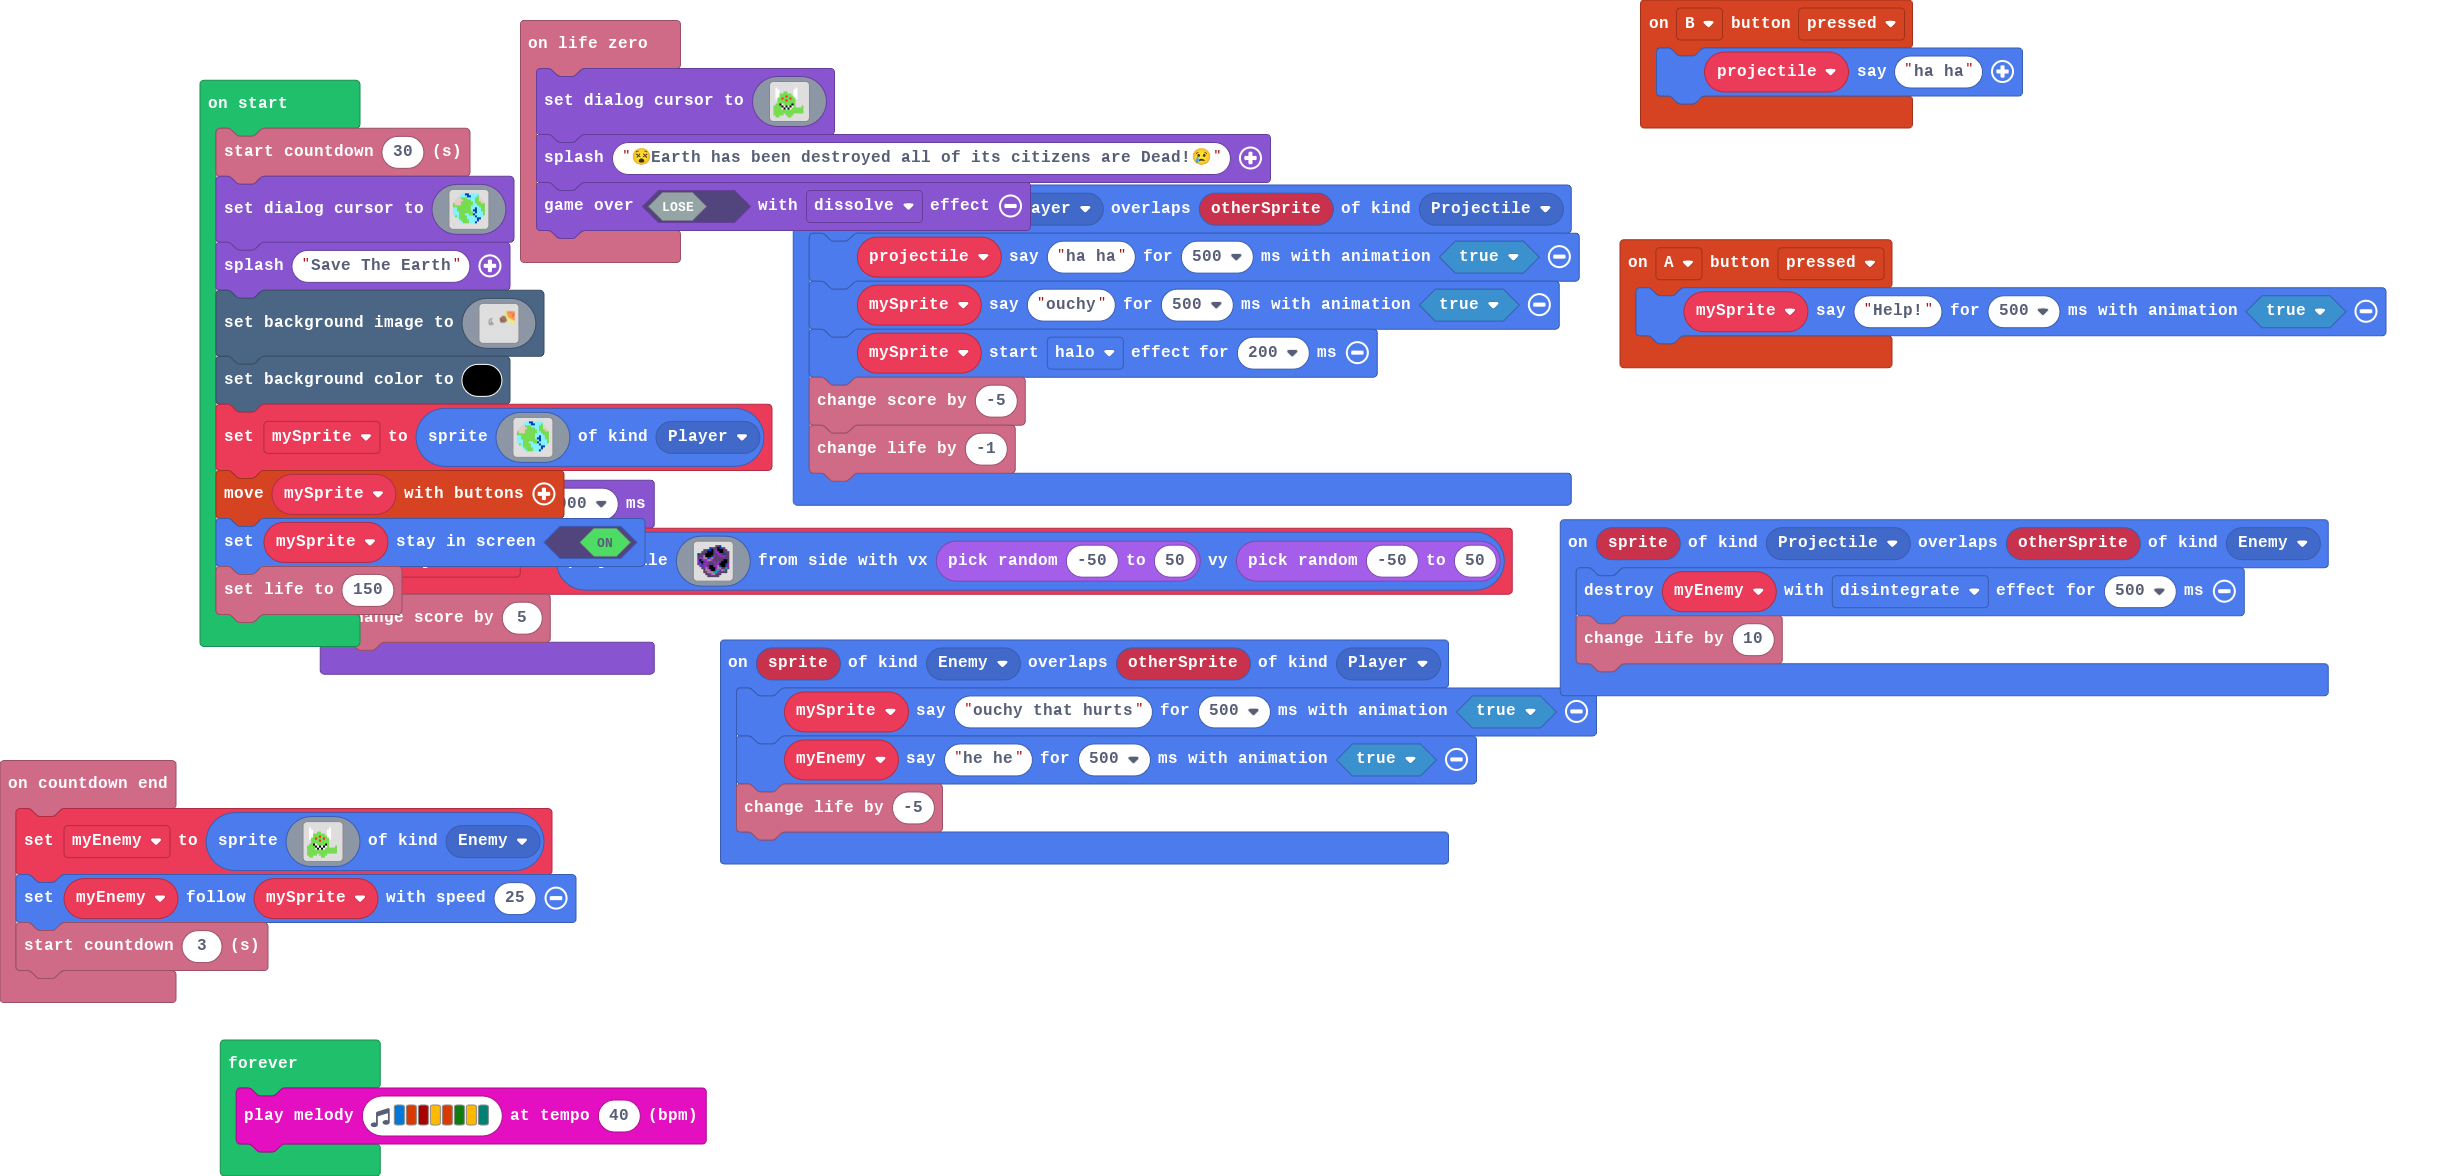 on start
start countdown 30 (s)
set dialog cursor to
splash "Save The Earth"
set background image to
set background color to
set mySprite to sprite of kind Player
move mySprite with buttons
set mySprite stay in screen ON
set life to 150
on life zero
set dialog cursor to
splash "😵Earth has been destroyed all of its citizens are Dead!😢"
game over LOSE with dissolve effect
overlaps otherSprite of kind Projectile
projectile say "ha ha" for 500 ms with animation true
mySprite say "ouchy" for 500 ms with animation true
mySprite start halo effect for 200 ms
change score by -5
change life by -1
on B button pressed
projectile say "ha ha"
on A button pressed
mySprite say "Help!" for 500 ms with animation true
ms
from side with vx pick random -50 to 50 vy pick random -50 to 50
score by 5
on sprite of kind Projectile overlaps otherSprite of kind Enemy
destroy myEnemy with disintegrate effect for 500 ms
change life by 10
on sprite of kind Enemy overlaps otherSprite of kind Player
mySprite say "ouchy that hurts" for 500 ms with animation true
myEnemy say "he he" for 500 ms with animation true
change life by -5
on countdown end
set myEnemy to sprite of kind Enemy
set myEnemy follow mySprite with speed 25
start countdown 3 (s)
forever
play melody at tempo 40 (bpm)